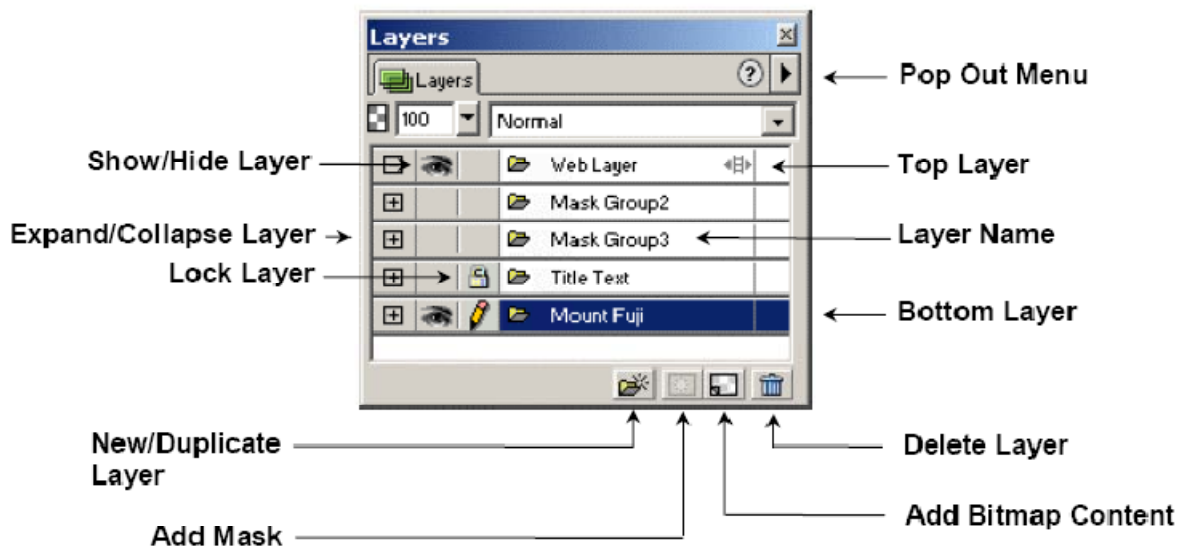 Layers
Layers
?
Pop Out Menu
100
Normal
Show/Hide Layer
Web Layer
Top Layer
Mask Group2
Expand/Collapse Layer
Mask Group3
Layer Name
Lock Layer
Title Text
Mount Fuji
Bottom Layer
New/Duplicate
Layer
Delete Layer
Add Mask
Add Bitmap Content